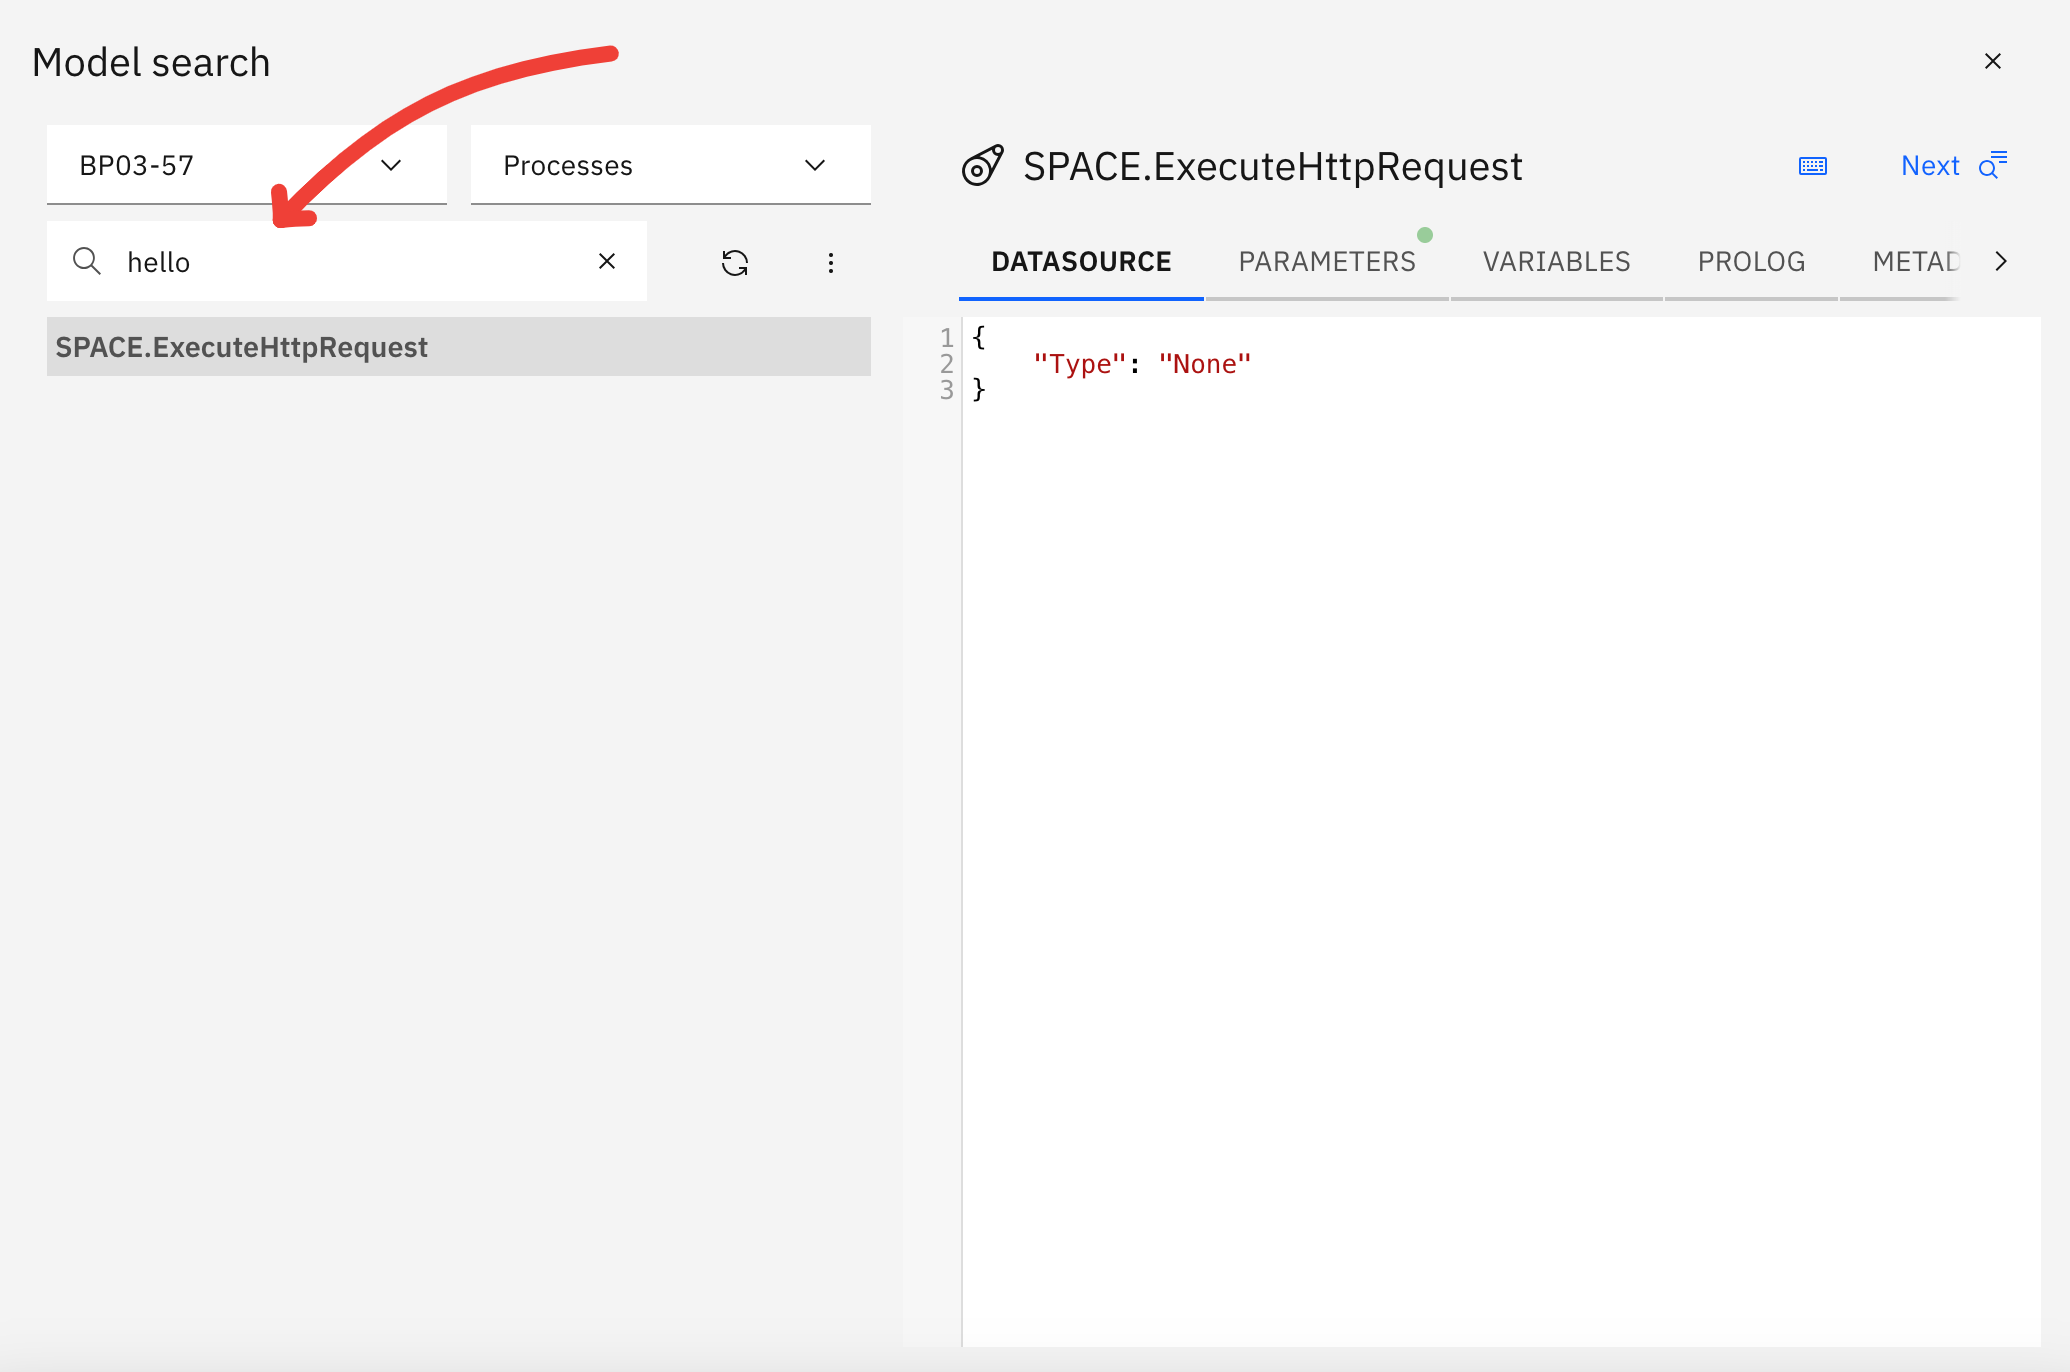 Model search
BP03-57
Processes
hello
SPACE.ExecuteHttpRequest
SPACE.ExecuteHttpRequest
Next
DATASOURCE PARAMETERS VARIABLES PROLOG METAD
1 {
2 "Type": "None"
3 }